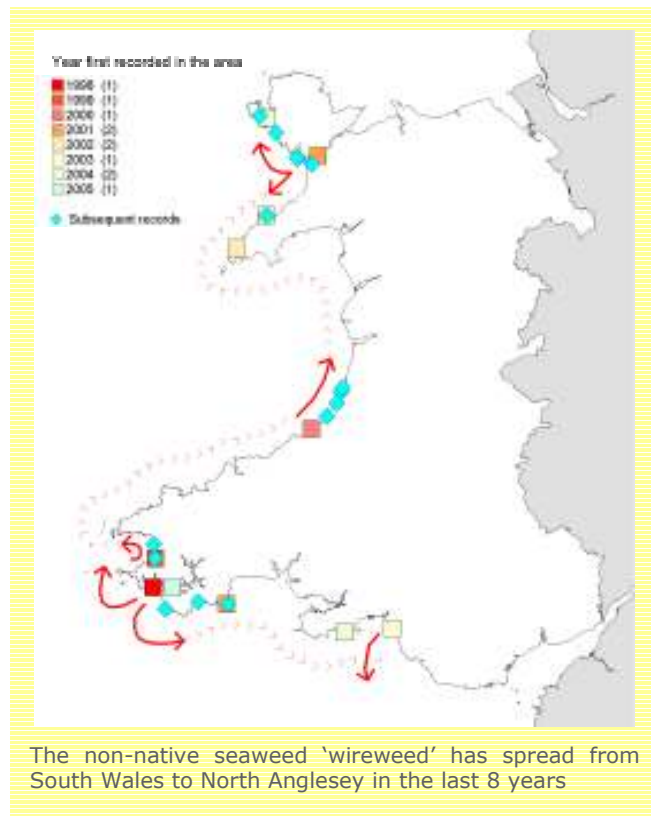 Year first recorded in the area
1998 (1)
1999 (1)
2000 (1)
2001 (2)
2002 (2)
2003 (1)
2004 (2)
2005 (1)
Subsequent records
The non-native seaweed ‘wireweed’ has spread from
South Wales to North Anglesey in the last 8 years